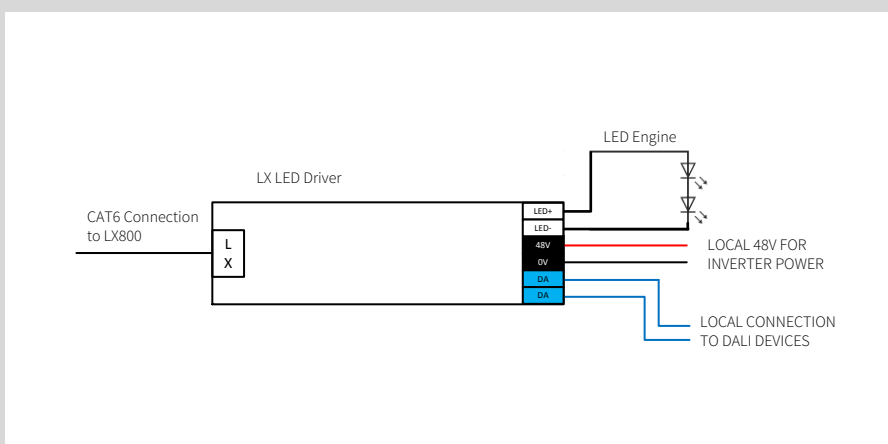 LED Engine
LX LED Driver
CAT6 Connection
to LX800
L
X
LED+
LED-
48V
0V
DA
DA
LOCAL 48V FOR
INVERTER POWER
LOCAL CONNECTION
TO DALI DEVICES